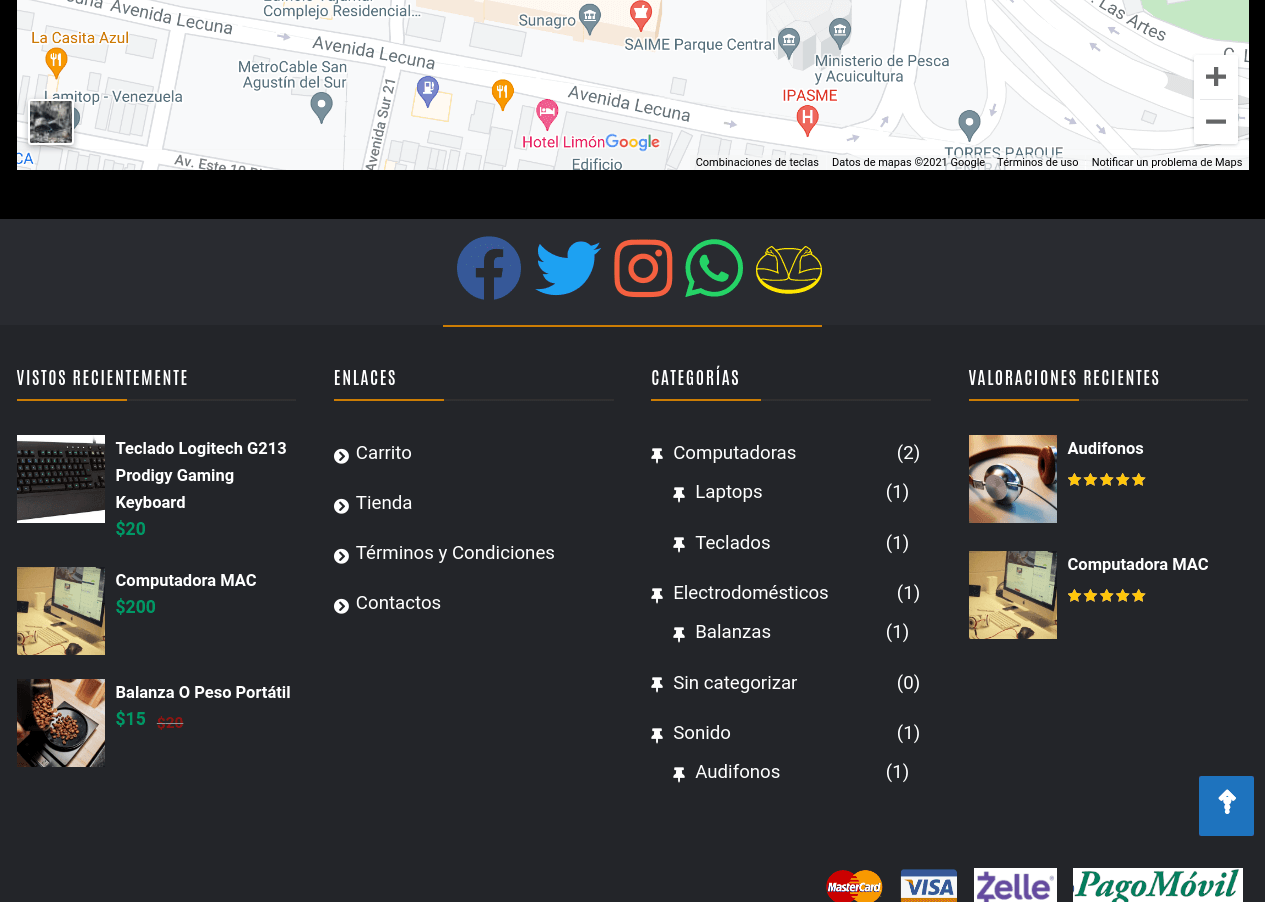 Avenida Lecuna
Complejo Residencial...
Sunagro
Las Artes
La Casita Azul
Avenida Lecuna
SAIME Parque Central
MetroCable San
Agustín del Sur
Ministerio de Pesca
y Acuicultura
Lamitop - Venezuela
Avenida Sur 21
Avenida Lecuna
IPASME
H
Hotel Limón
Google
CA
Av. Este 10
Edificio
TORRES PARQUE
Combinaciones de teclas
Datos de mapas ©2021 Google
Términos de uso
Notificar un problema de Maps
VISTOS RECIENTEMENTE
Teclado Logitech G213
Prodigy Gaming
Keyboard
$20
Computadora MAC
$200
Balanza O Peso Portátil
$15 $20
ENLACES
Carrito
Tienda
Términos y Condiciones
Contactos
CATEGORÍAS
Computadoras (2)
Laptops (1)
Teclados (1)
Electrodomésticos (1)
Balanzas (1)
Sin categorizar (0)
Sonido (1)
Audifonos (1)
VALORACIONES RECIENTES
Audifonos
Computadora MAC
MasterCard VISA Zelle PagoMóvil